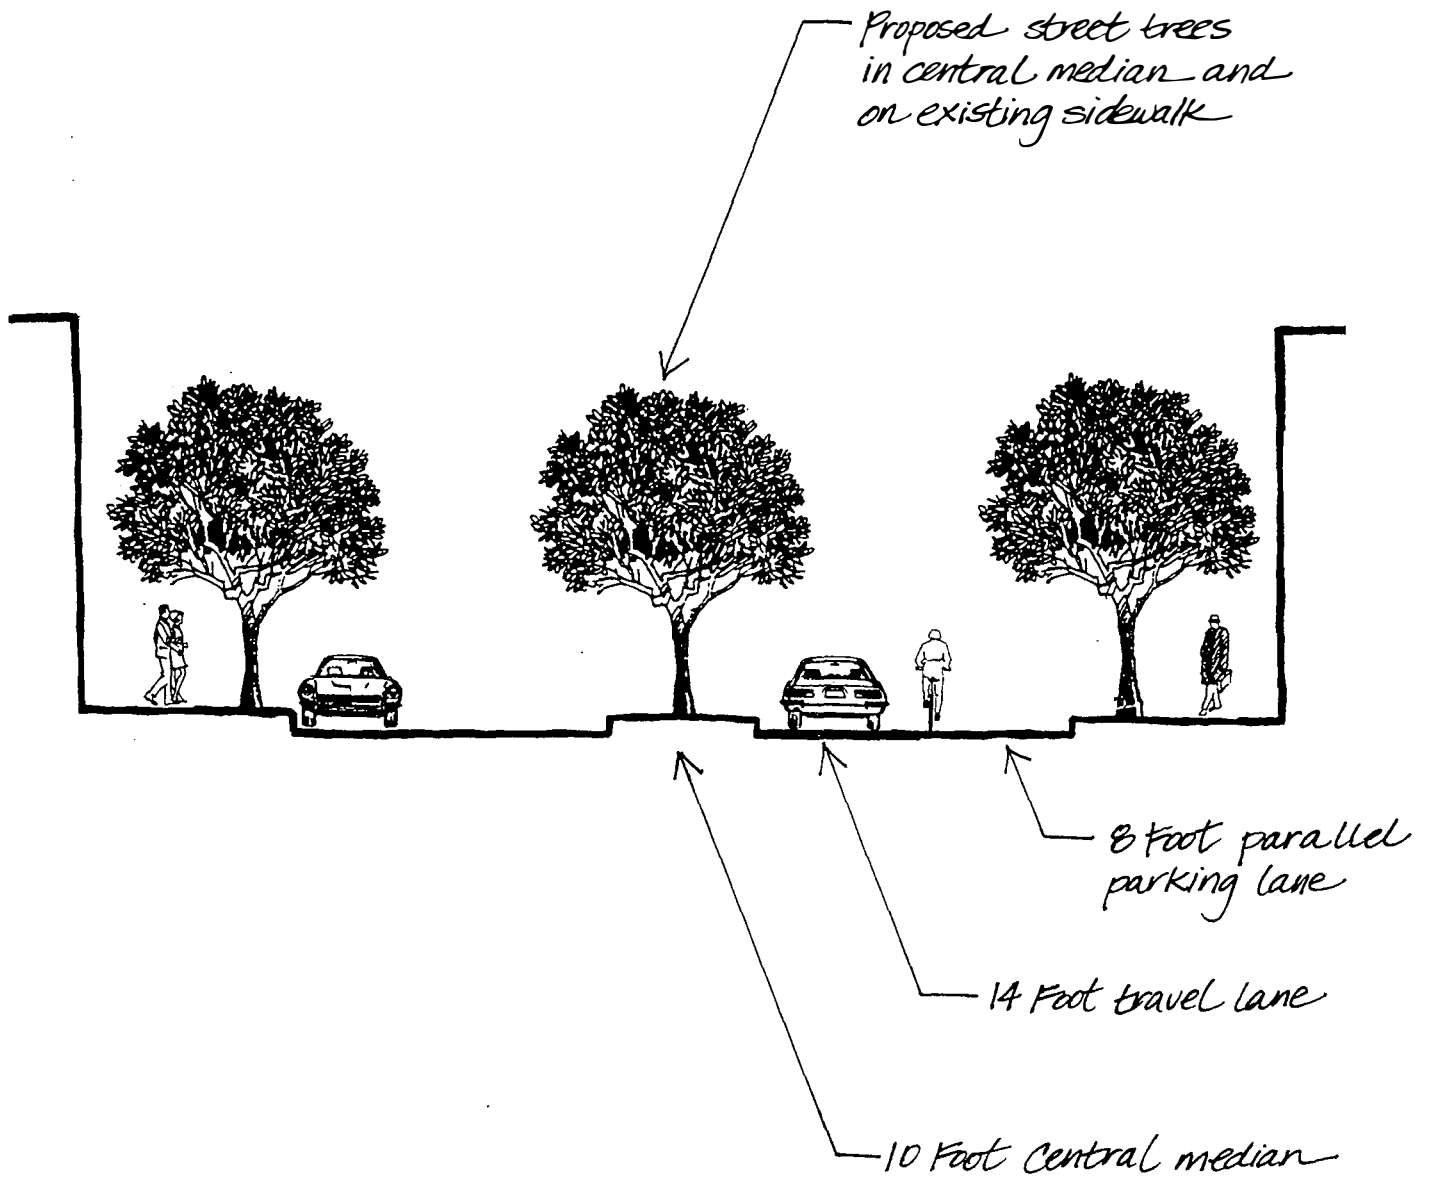 Proposed street trees
in central median and
on existing sidewalk
8 Foot parallel
parking lane
14 Foot travel lane
10 Foot Central median